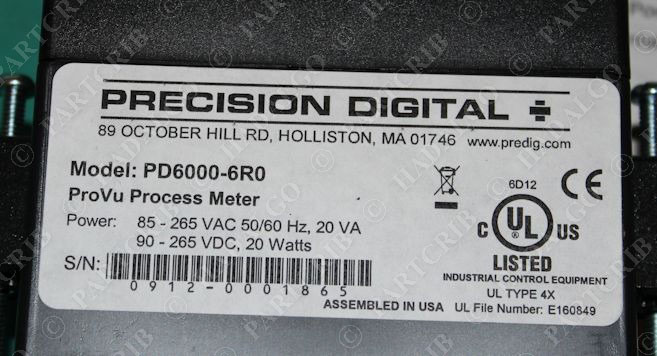 PRECISION DIGITAL
89 OCTOBER HILL RD, HOLLISTON, MA 01746 www.predig.com
Model: PD6000-6R0
ProVu Process Meter
Power: 85 - 265 VAC 50/60 Hz, 20 VA
90 - 265 VDC, 20 Watts
S/N:
0912-0001865
6D12
CE
C UL US
LISTED
INDUSTRIAL CONTROL EQUIPMENT
UL TYPE 4X
ASSEMBLED IN USA UL File Number: E160849
© PARTCRIB
© HADALGO